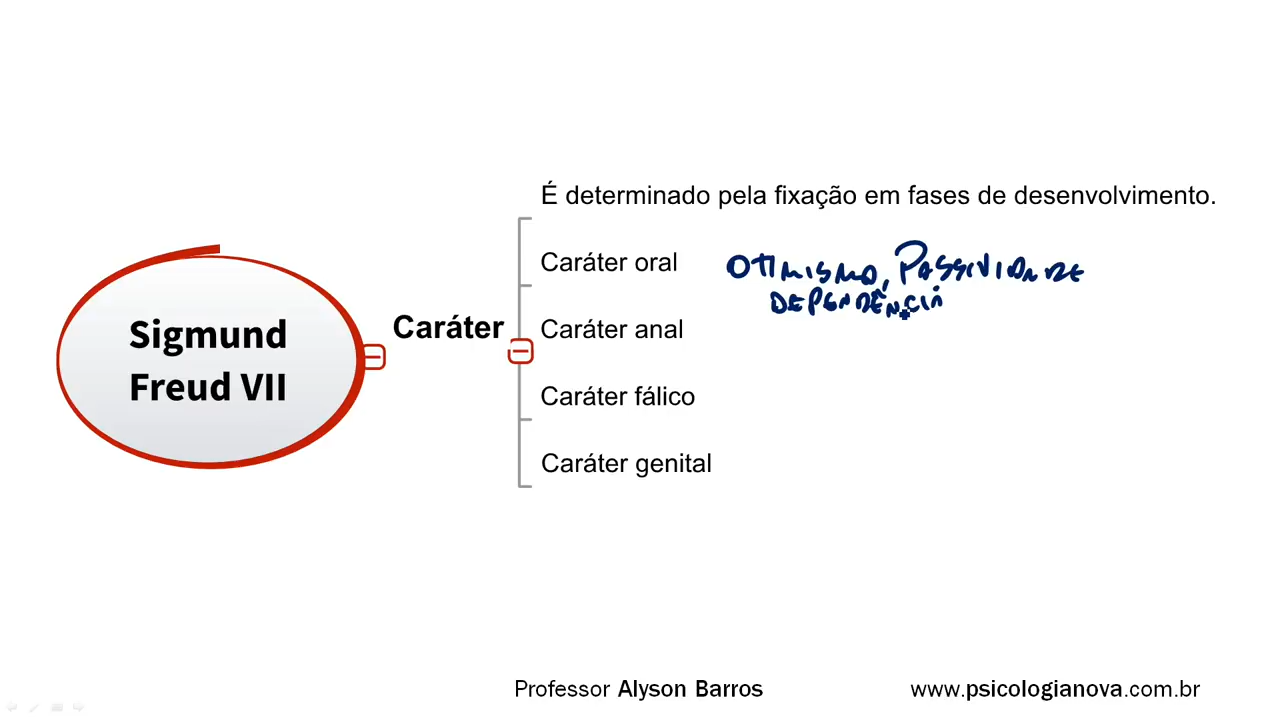 É determinado pela fixação em fases de desenvolvimento.
Caráter oral OTIMISMO, PASSIVIDADE
DEPENDÊNCIA
Sigmund
Freud VII
Caráter
Caráter anal
Caráter fálico
Caráter genital
Professor Alyson Barros
www.psicologianova.com.br